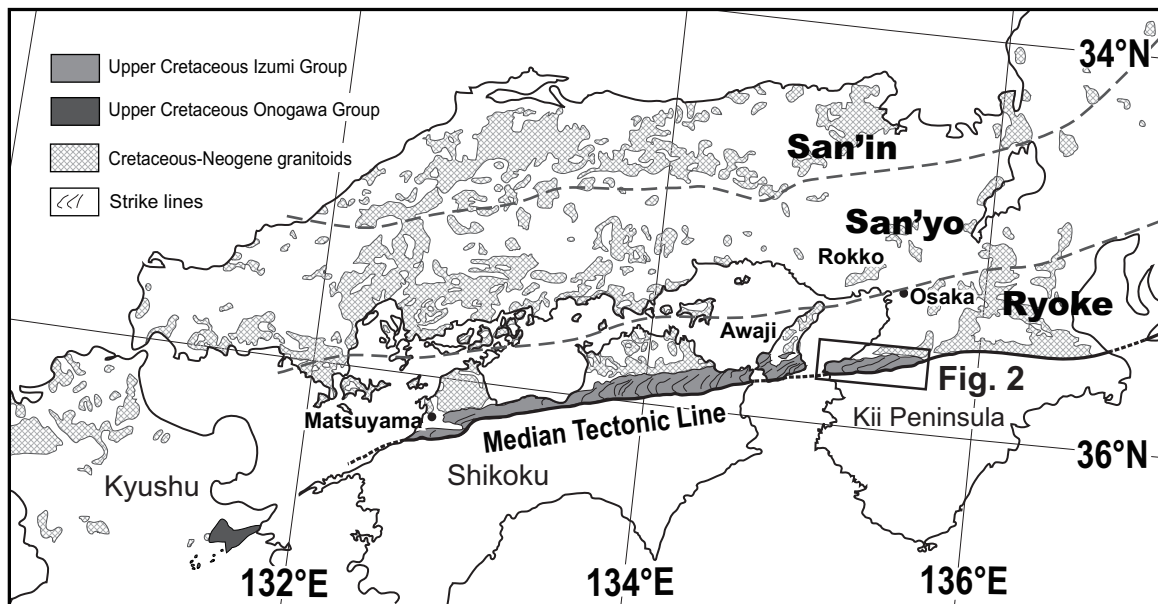 Upper Cretaceous Izumi Group
Upper Cretaceous Onogawa Group
Cretaceous-Neogene granitoids
Strike lines
34°N
San'in
San'yo
Rokko
Osaka
Ryoke
Awaji
Fig. 2
Matsuyama
Median Tectonic Line
Kii Peninsula
36°N
Shikoku
Kyushu
132°E
134°E
136°E